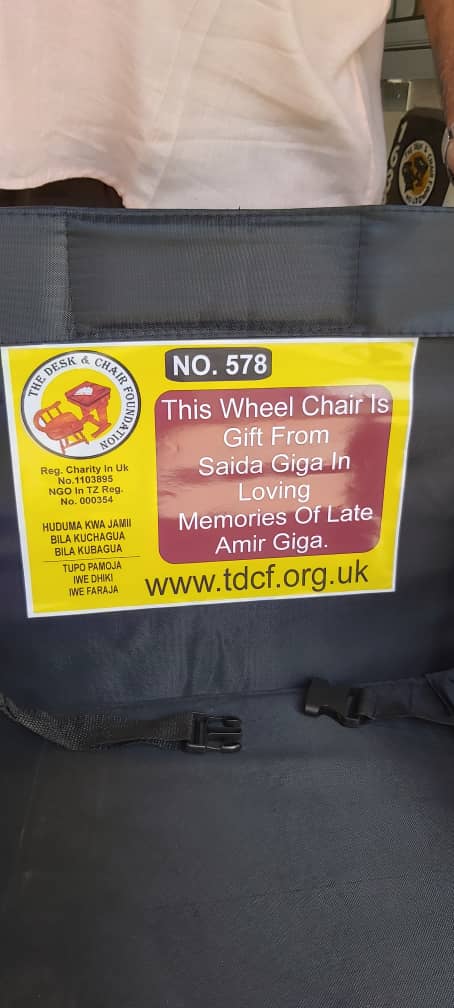 THE DESK & CHAIR FOUNDATION
Reg. Charity In Uk
No.1103895
NGO In TZ Reg.
No. 000354
HUDUMA KWA JAMII
BILA KUCHAGUA
BILA KUBAGUA
TUPO PAMOJA
IWE DHIKI
IWE FARAJA
NO. 578
This Wheel Chair Is
Gift From
Saida Giga In
Loving
Memories Of Late
Amir Giga.
www.tdcf.org.uk